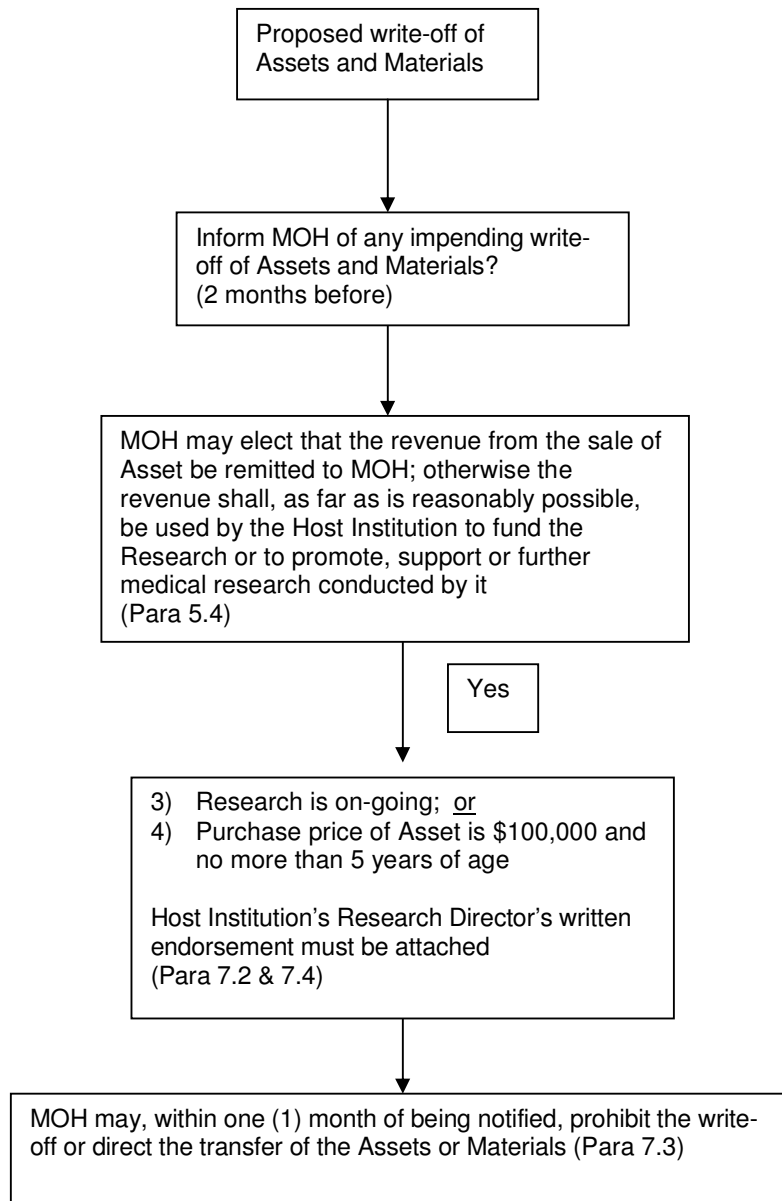 Proposed write-off of
Assets and Materials
Inform MOH of any impending write-
off of Assets and Materials?
(2 months before)
MOH may elect that the revenue from the sale of
Asset be remitted to MOH; otherwise the
revenue shall, as far as is reasonably possible,
be used by the Host Institution to fund the
Research or to promote, support or further
medical research conducted by it
(Para 5.4)
Yes
3) Research is on-going; or
4) Purchase price of Asset is $100,000 and
no more than 5 years of age
Host Institution's Research Director's written
endorsement must be attached
(Para 7.2 & 7.4)
MOH may, within one (1) month of being notified, prohibit the write-
off or direct the transfer of the Assets or Materials (Para 7.3)